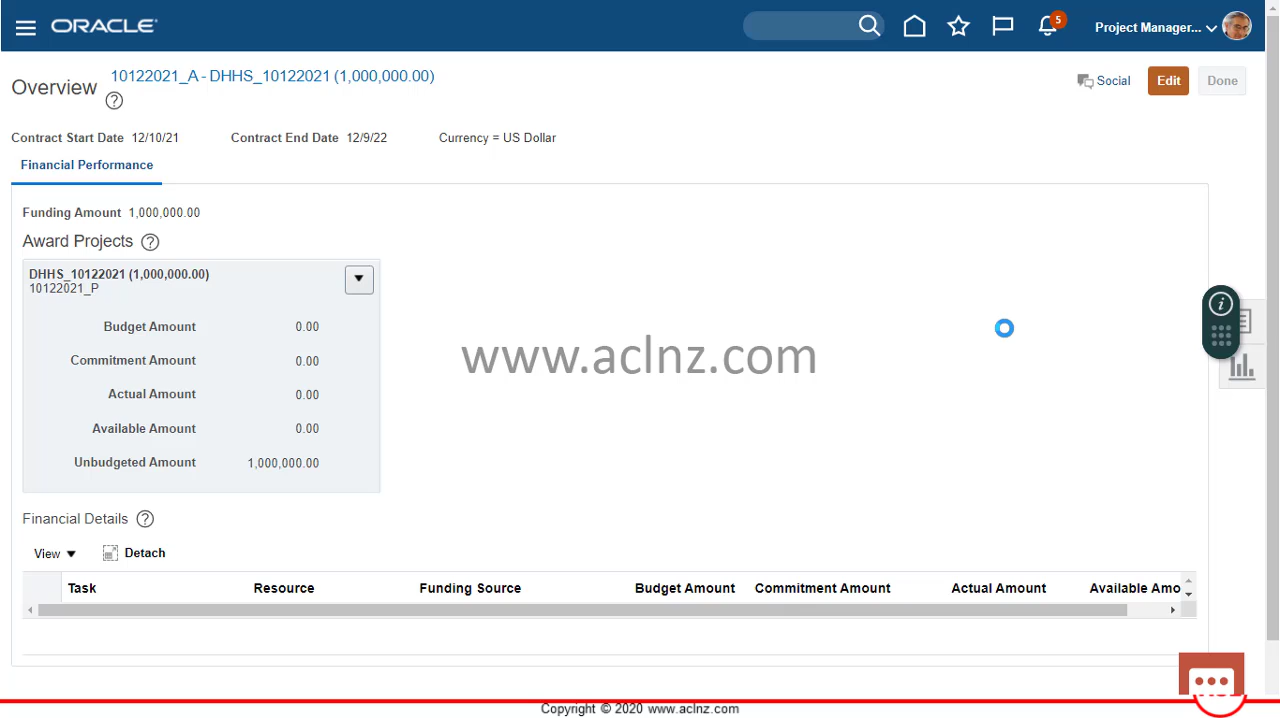 ORACLE
5
Project Manager...
Overview
10122021_A - DHHS_10122021 (1,000,000.00)
Social
Edit
Done
Contract Start Date 12/10/21 Contract End Date 12/9/22 Currency = US Dollar
Financial Performance
Funding Amount 1,000,000.00
Award Projects
DHHS_10122021 (1,000,000.00)
10122021_P
Budget Amount 0.00
Commitment Amount 0.00
Actual Amount 0.00
Available Amount 0.00
Unbudgeted Amount 1,000,000.00
www.aclnz.com
Financial Details
View Detach
Task Resource Funding Source Budget Amount Commitment Amount Actual Amount Available Amo
Copyright © 2020 www.aclnz.com